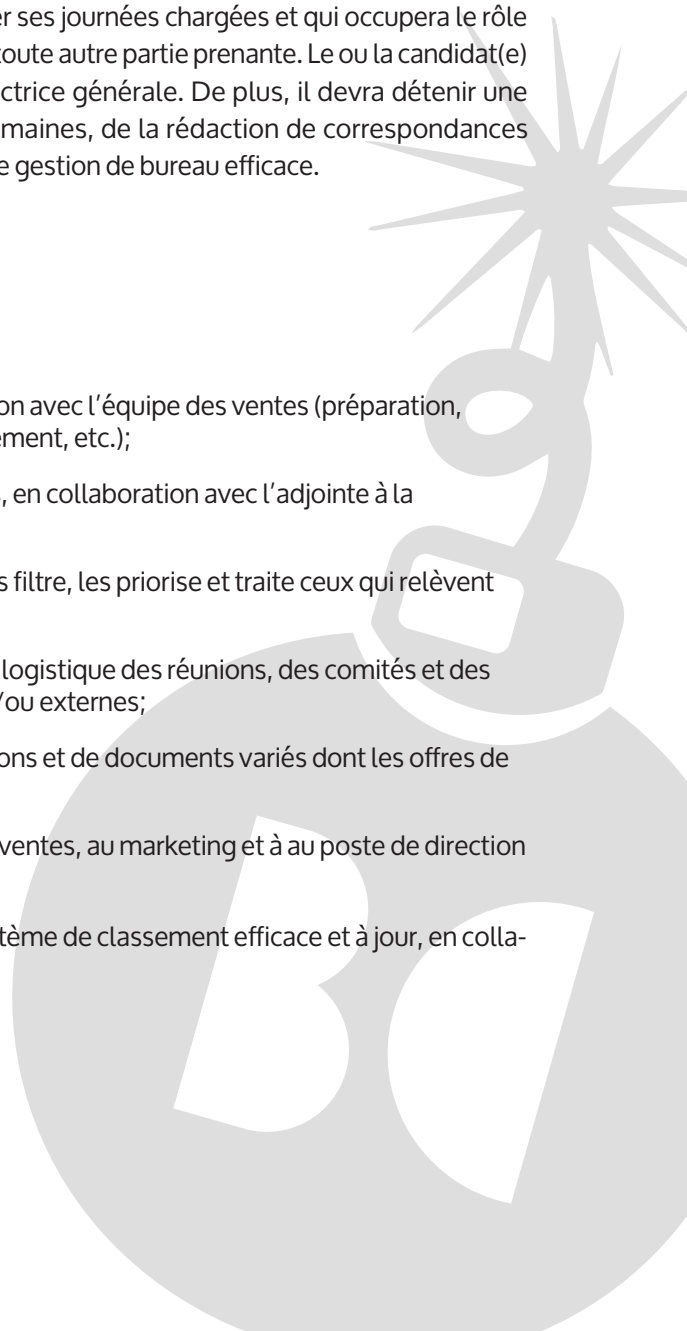 er ses journées chargées et qui occupera le rôle
toute autre partie prenante. Le ou la candidat(e)
ctrice générale. De plus, il devra détenir une
maines, de la rédaction de correspondances
e gestion de bureau efficace.
on avec l’équipe des ventes (préparation,
ement, etc.);
, en collaboration avec l’adjointe à la
s filtre, les priorise et traite ceux qui relèvent
logistique des réunions, des comités et des
/ou externes;
ons et de documents variés dont les offres de
ventes, au marketing et à au poste de direction
tème de classement efficace et à jour, en colla-
BD